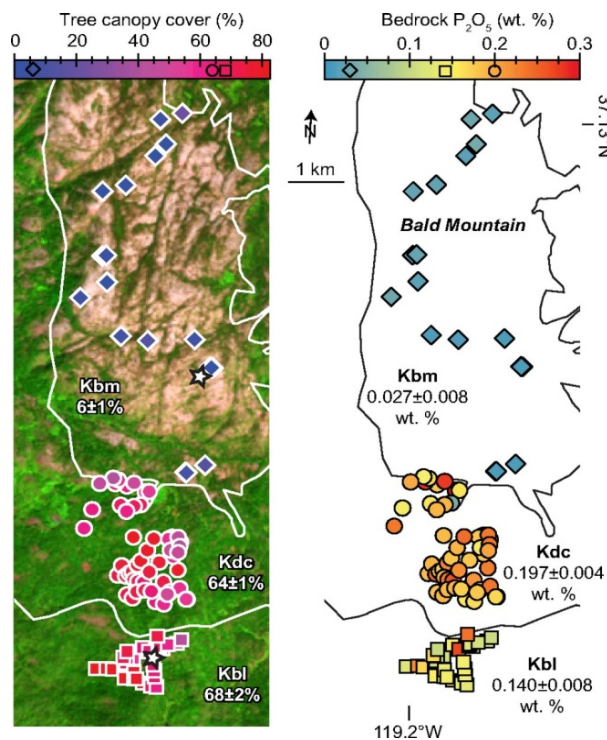 Tree canopy cover (%)
0 20 40 60 80
Bedrock P₂O₅ (wt. %)
0 0.1 0.2 0.3
37.13°N
N
1 km
Bald Mountain
Kbm
6±1%
Kbm
0.027±0.008
wt. %
Kdc
64±1%
Kdc
0.197±0.004
wt. %
Kbl
68±2%
Kbl
0.140±0.008
wt. %
119.2°W